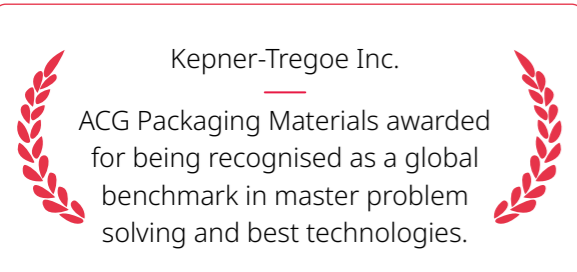 Kepner-Tregoe Inc.
ACG Packaging Materials awarded
for being recognised as a global
benchmark in master problem
solving and best technologies.